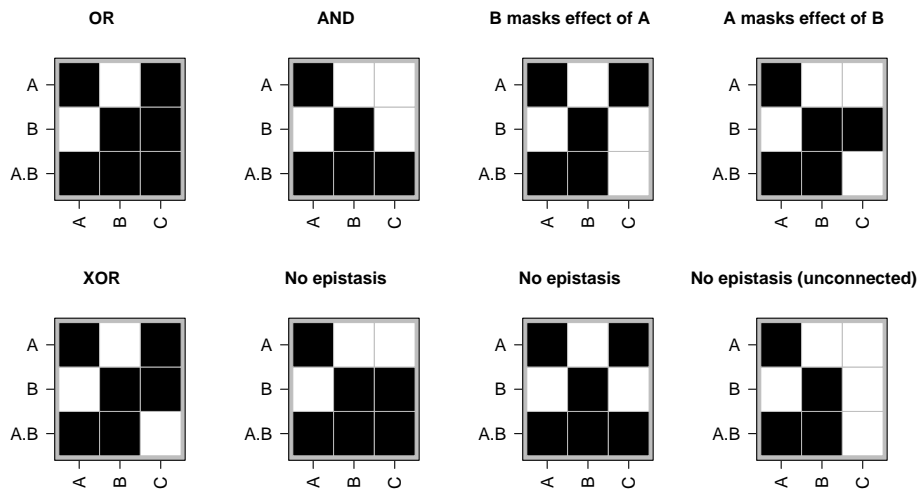 OR AND B masks effect of A A masks effect of B
A A A A
B B B B
A.B A.B A.B A.B
A B C A B C A B C A B C
XOR No epistasis No epistasis No epistasis (unconnected)
A A A A
B B B B
A.B A.B A.B A.B
A B C A B C A B C A B C